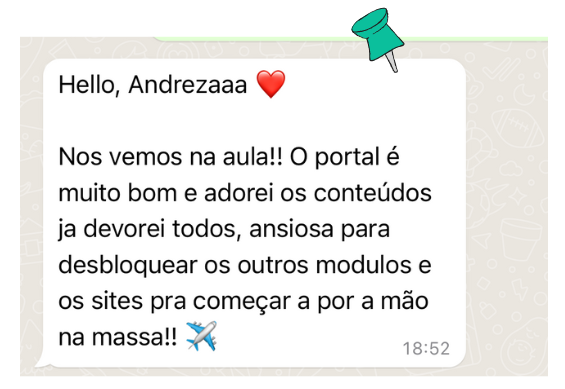 Hello, Andrezaaa ❤️
Nos vemos na aula!! O portal é
muito bom e adorei os conteúdos
ja devorei todos, ansiosa para
desbloquear os outros modulos e
os sites pra começar a por a mão
na massa!! ✈️
18:52